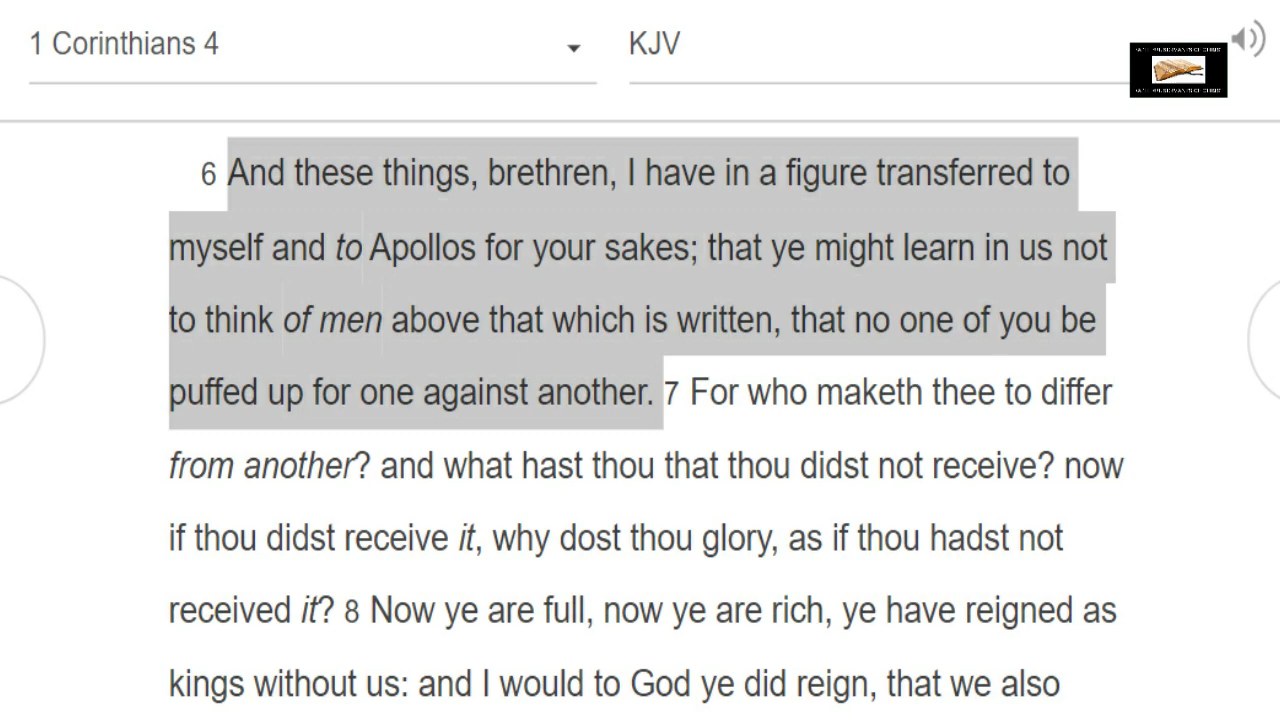 1 Corinthians 4
KJV
6 And these things, brethren, I have in a figure transferred to
myself and to Apollos for your sakes; that ye might learn in us not
to think of men above that which is written, that no one of you be
puffed up for one against another. 7 For who maketh thee to differ
from another? and what hast thou that thou didst not receive? now
if thou didst receive it, why dost thou glory, as if thou hadst not
received it? 8 Now ye are full, now ye are rich, ye have reigned as
kings without us: and I would to God ye did reign, that we also